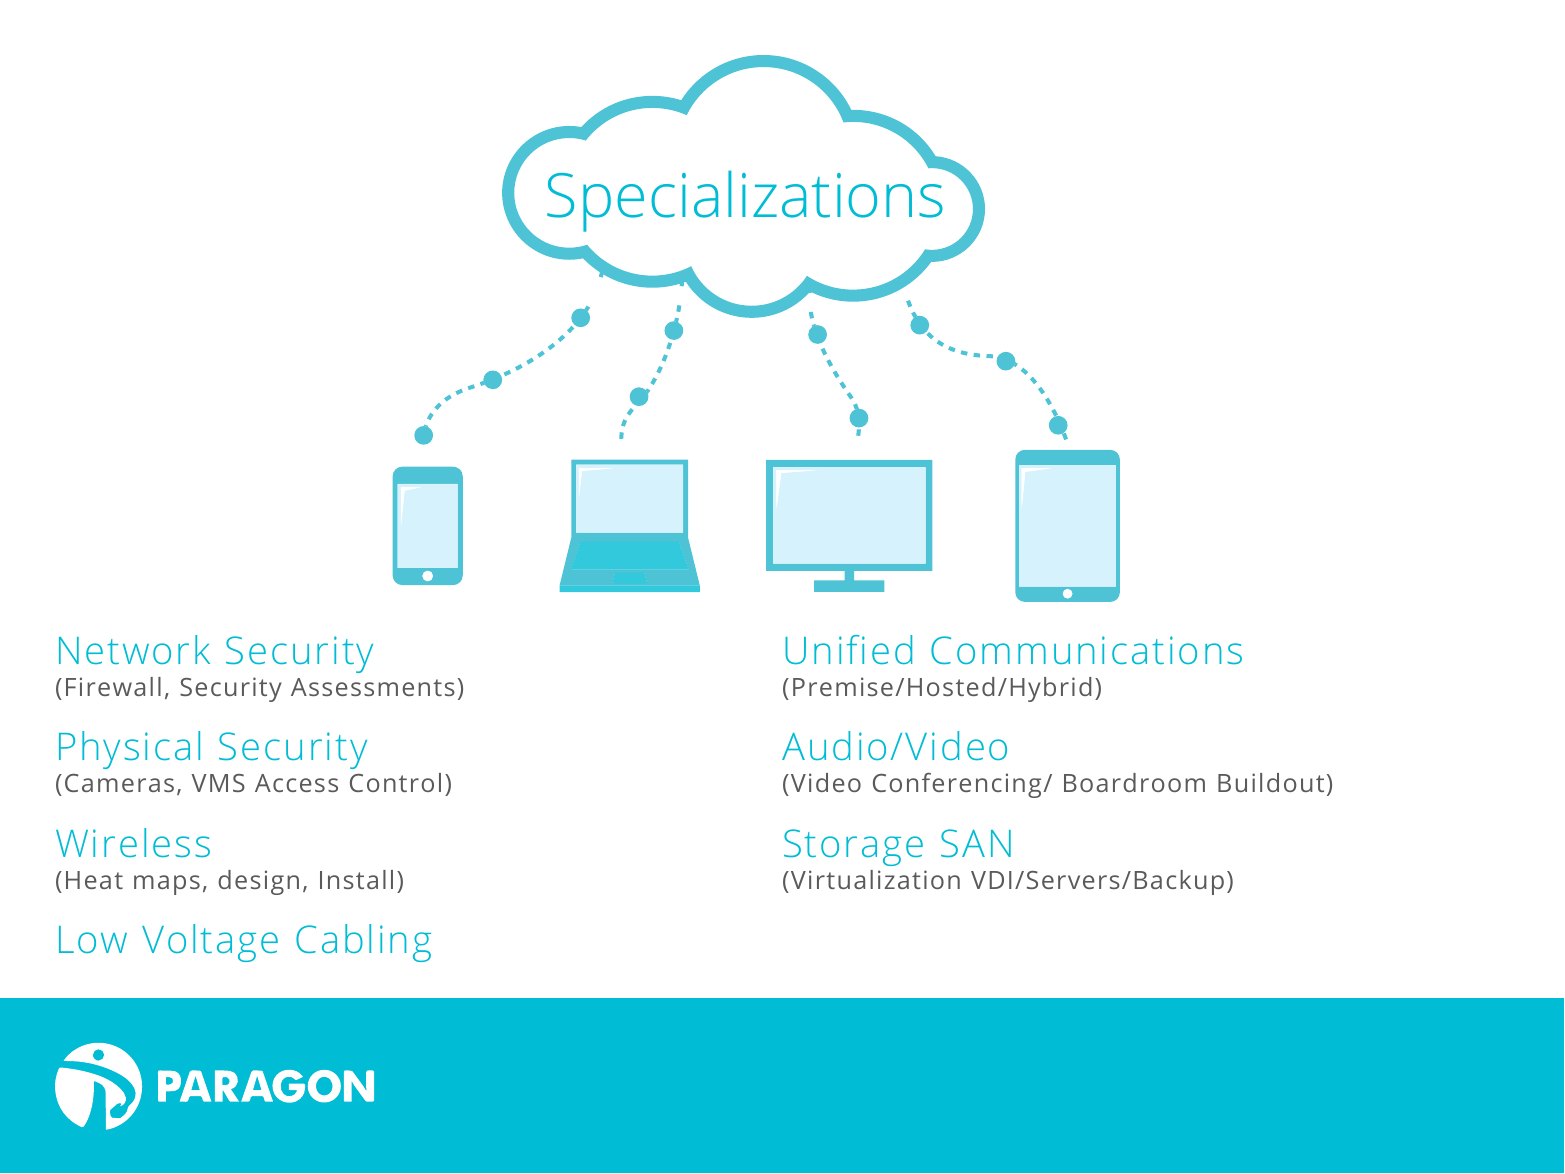 Specializations
Network Security
(Firewall, Security Assessments)
Physical Security
(Cameras, VMS Access Control)
Wireless
(Heat maps, design, Install)
Low Voltage Cabling
Unified Communications
(Premise/Hosted/Hybrid)
Audio/Video
(Video Conferencing/ Boardroom Buildout)
Storage SAN
(Virtualization VDI/Servers/Backup)
PARAGON